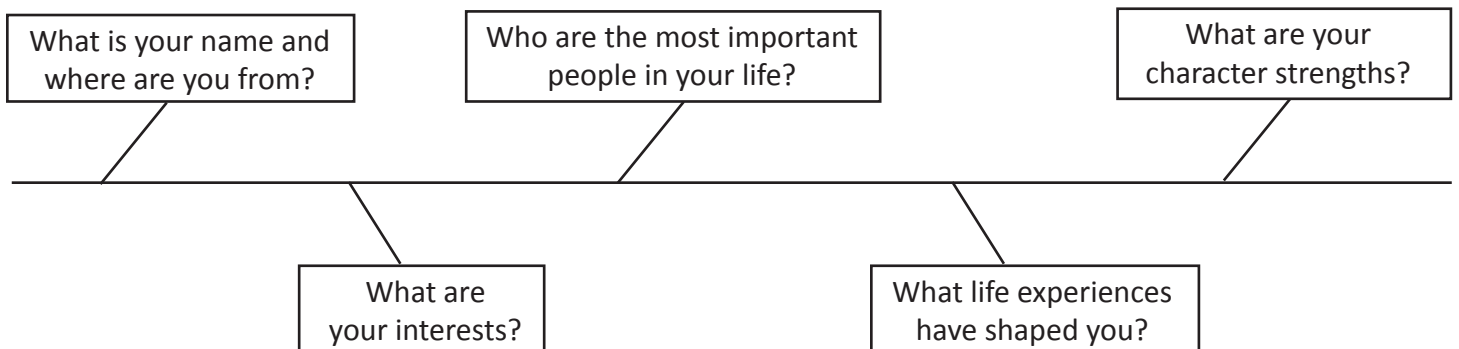 What is your name and
where are you from?
Who are the most important
people in your life?
What are your
character strengths?
What are
your interests?
What life experiences
have shaped you?